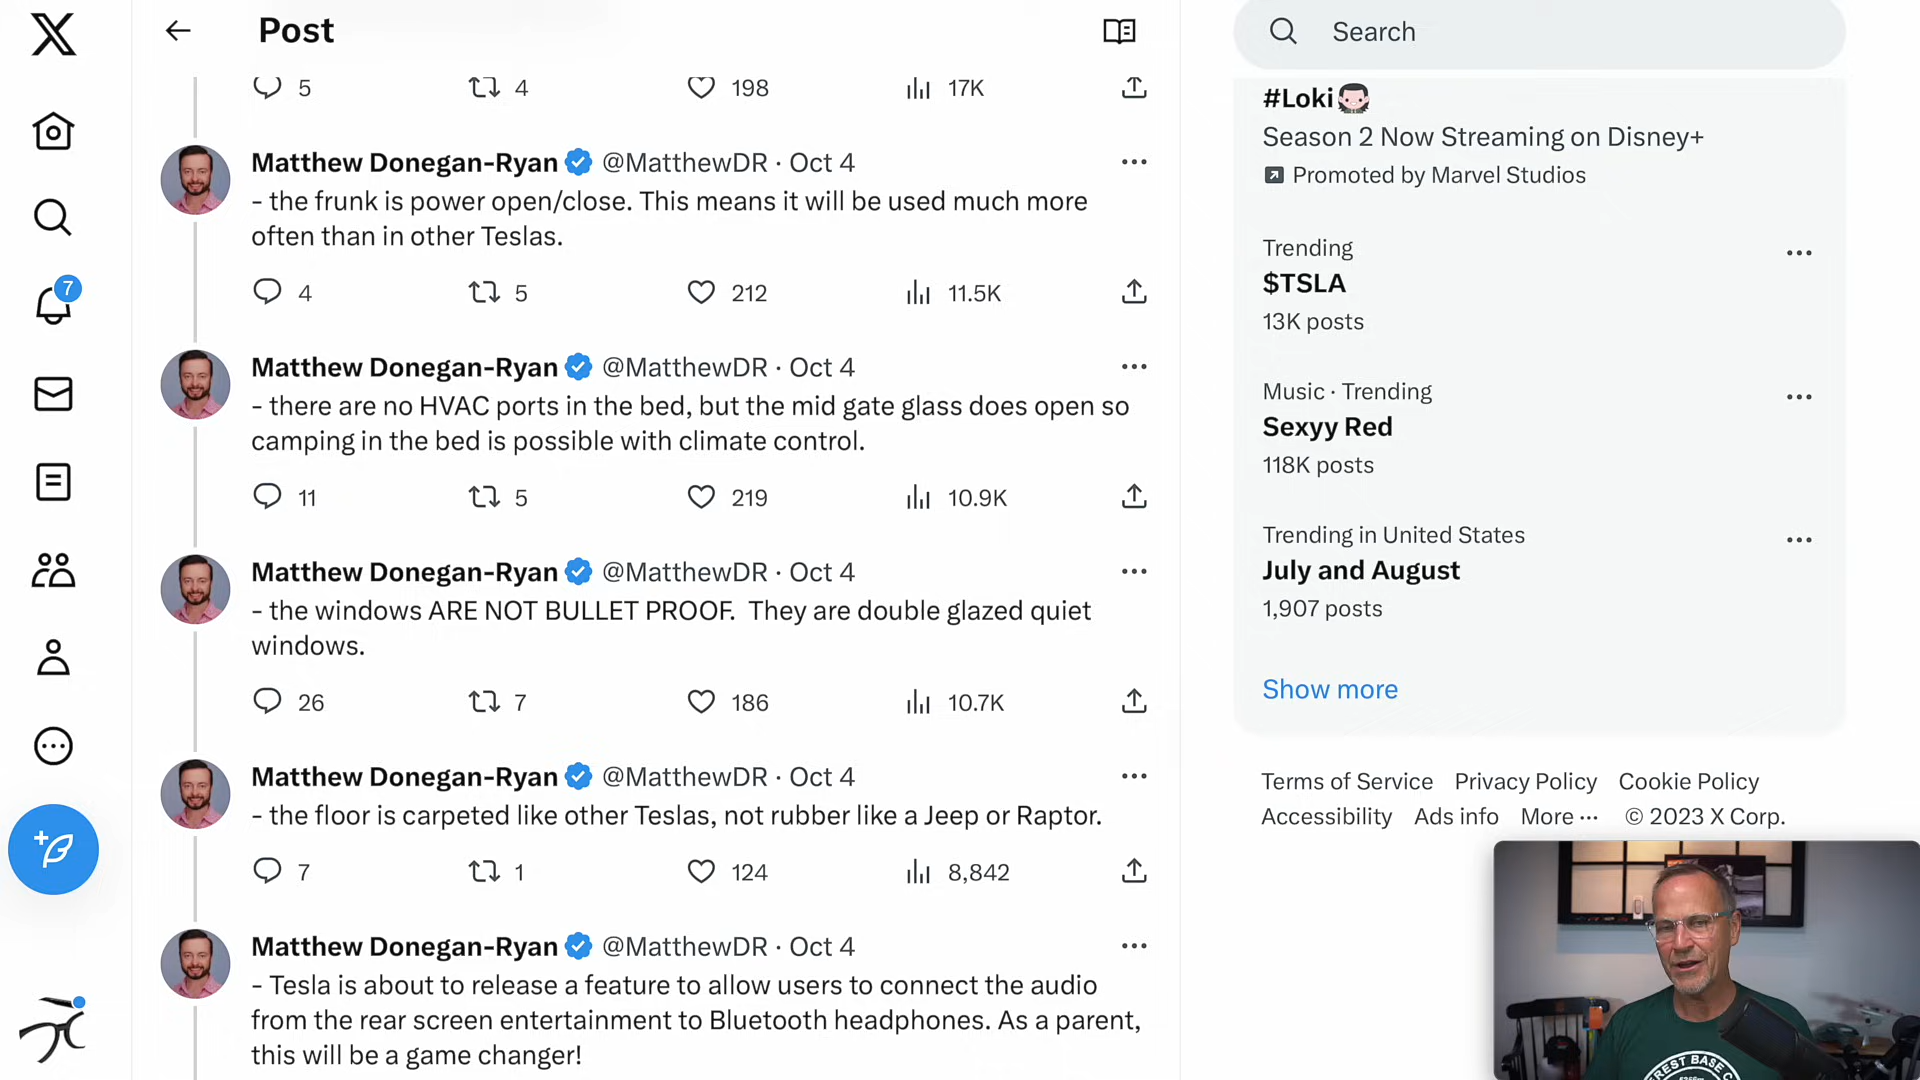 Post
Search
5 4 198 17K
Matthew Donegan-Ryan @MatthewDR · Oct 4
- the frunk is power open/close. This means it will be used much more
often than in other Teslas.
4 5 212 11.5K
Matthew Donegan-Ryan @MatthewDR · Oct 4
- there are no HVAC ports in the bed, but the mid gate glass does open so
camping in the bed is possible with climate control.
11 5 219 10.9K
Matthew Donegan-Ryan @MatthewDR · Oct 4
- the windows ARE NOT BULLET PROOF. They are double glazed quiet
windows.
26 7 186 10.7K
Matthew Donegan-Ryan @MatthewDR · Oct 4
- the floor is carpeted like other Teslas, not rubber like a Jeep or Raptor.
7 1 124 8,842
Matthew Donegan-Ryan @MatthewDR · Oct 4
- Tesla is about to release a feature to allow users to connect the audio
from the rear screen entertainment to Bluetooth headphones. As a parent,
this will be a game changer!
7
#Loki
Season 2 Now Streaming on Disney+
Promoted by Marvel Studios
Trending
$TSLA
13K posts
Music · Trending
Sexyy Red
118K posts
Trending in United States
July and August
1,907 posts
Show more
Terms of Service Privacy Policy Cookie Policy
Accessibility Ads info More ··· © 2023 X Corp.
BASE